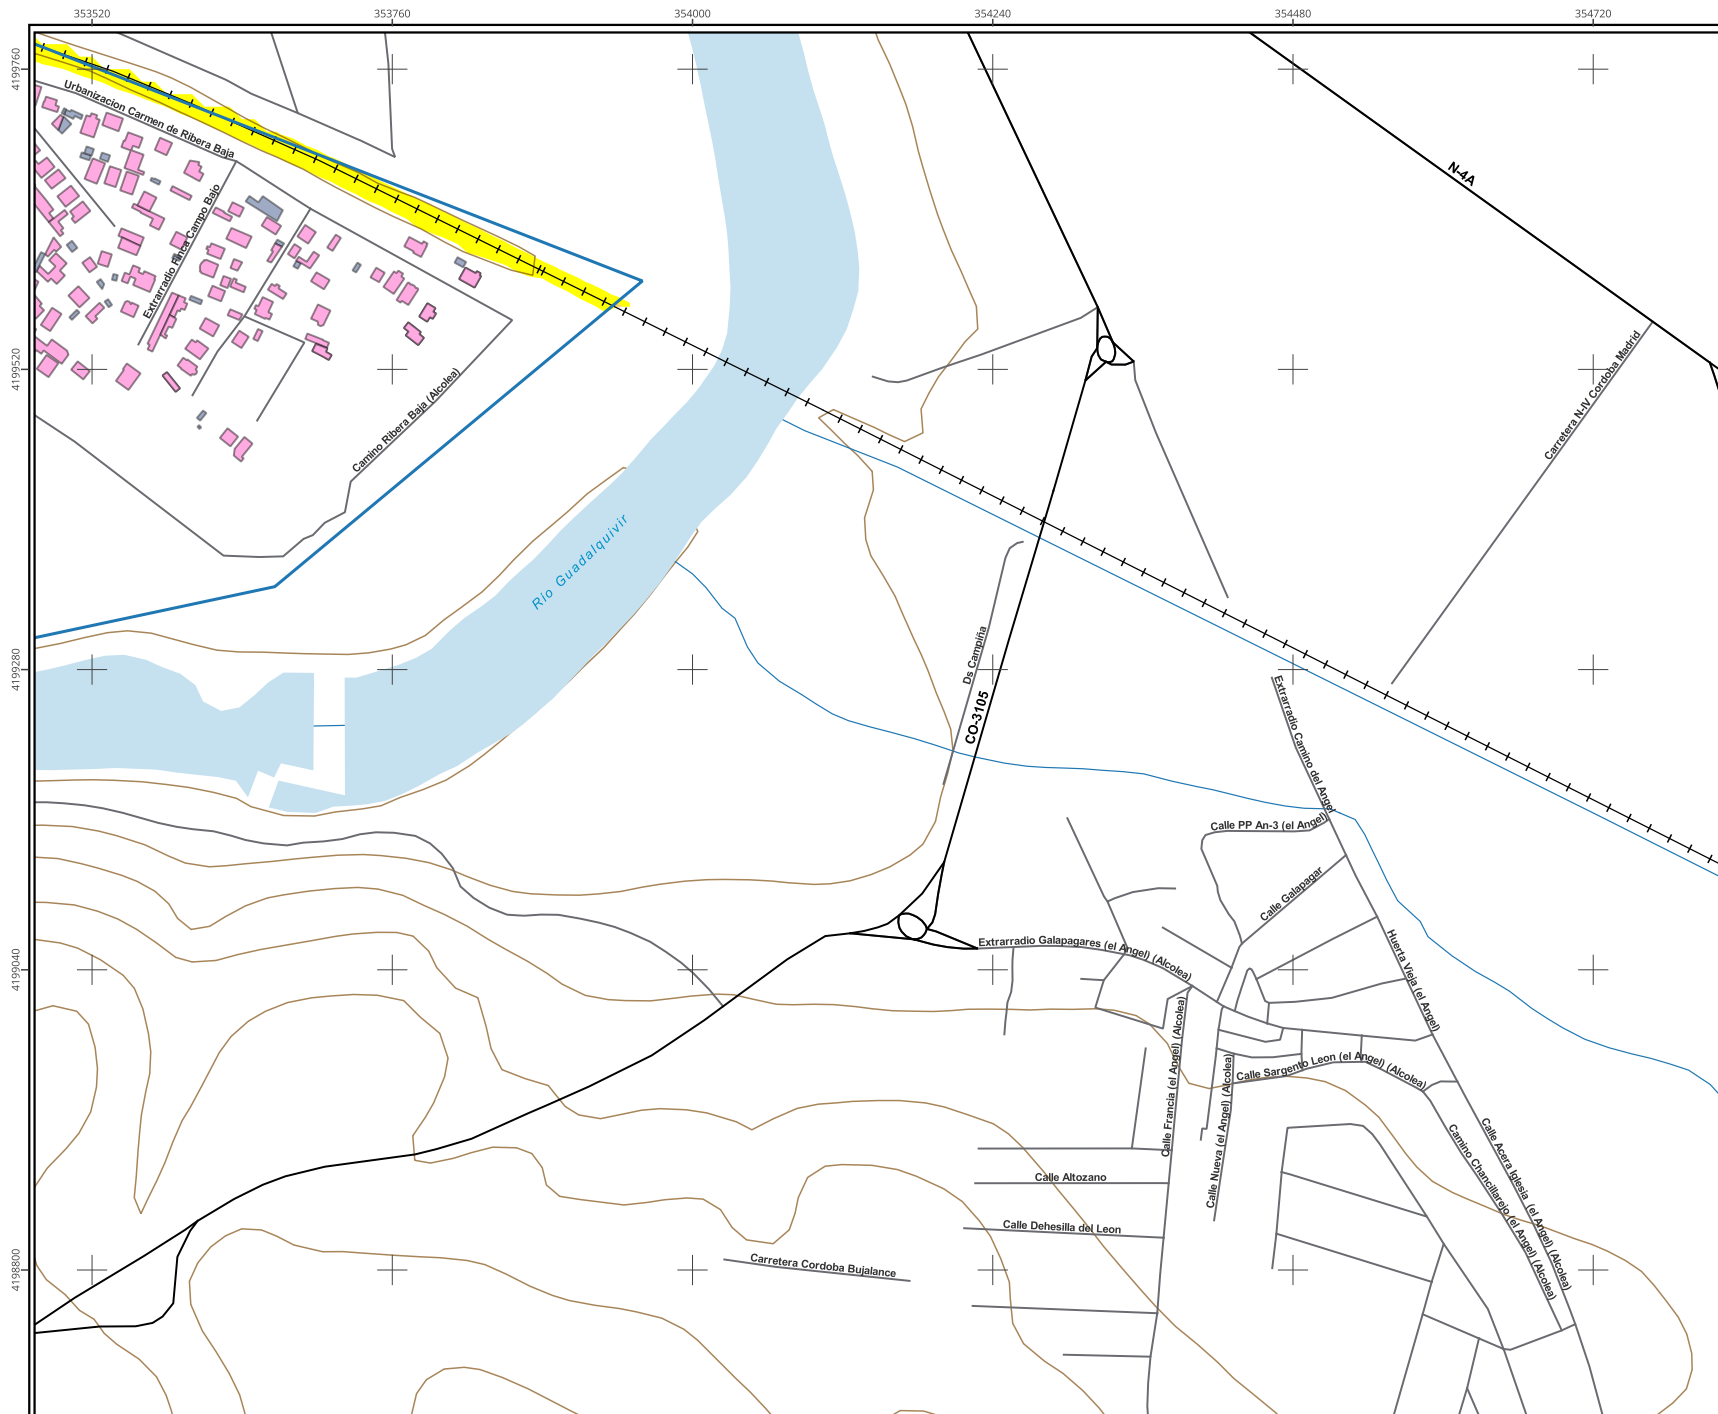 353520
353760
354000
354240
354480
354720
4199760
4199520
4199280
4199040
4198800
Urbanizacion Carmen de Ribera Baja
Extrarradio Finca Campo Bajo
Camino Ribera Baja (Alcolea)
Río Guadalquivir
N-4A
Carretera N-IV Cordoba Madrid
Ds Campiña
CO-3105
Extrarradio Camino del Angel
Calle PP An-3 (el Angel)
Calle Galapagar
Extrarradio Galapagares (el Angel) (Alcolea)
Huerta Vieja (el Angel)
Calle Francia (el Angel) (Alcolea)
Calle Nueva (el Angel) (Alcolea)
Calle Sargento Leon (el Angel) (Alcolea)
Calle Acera Iglesia (el Angel) (Alcolea)
Camino Chancillarejo (el Angel) (Alcolea)
Calle Altozano
Calle Dehesilla del Leon
Carretera Cordoba Bujalance